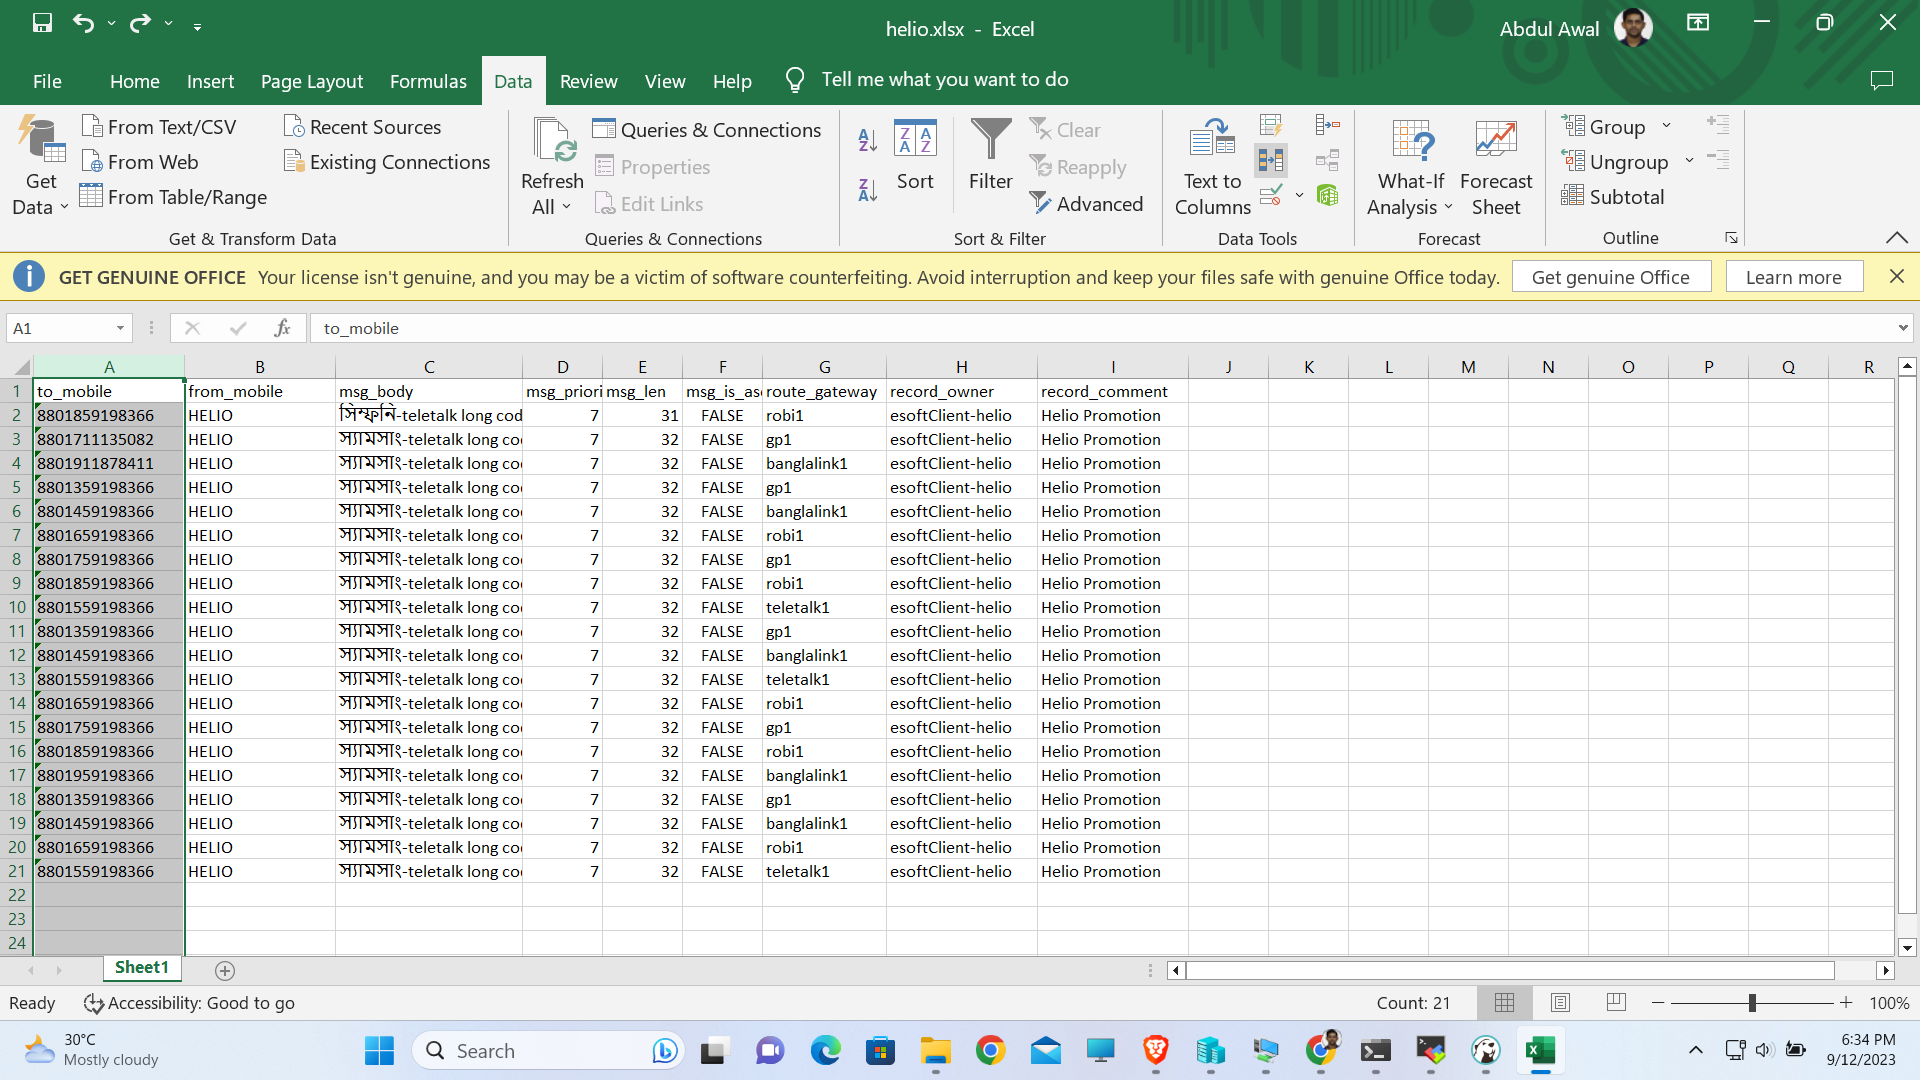 helio.xlsx - Excel
Abdul Awal
File Home Insert Page Layout Formulas Data Review View Help Tell me what you want to do
From Text/CSV Recent Sources
From Web Existing Connections
From Table/Range
Get Data
Get & Transform Data
Refresh All
Queries & Connections
Properties
Edit Links
Queries & Connections
Sort
Filter
Clear
Reapply
Advanced
Sort & Filter
Text to Columns
Data Tools
What-If Analysis
Forecast Sheet
Forecast
Group
Ungroup
Subtotal
Outline
GET GENUINE OFFICE Your license isn't genuine, and you may be a victim of software counterfeiting. Avoid interruption and keep your files safe with genuine Office today. Get genuine Office Learn more
A1 fx to_mobile
A B C D E F G H I J K L M N O P Q R
1 to_mobile from_mobile msg_body msg_priori msg_len msg_is_as route_gateway record_owner record_comment
2 8801859198366 HELIO সিম্ফনি-teletalk long cod 7 31 FALSE robi1 esoftClient-helio Helio Promotion
3 8801711135082 HELIO স্যামসাং-teletalk long co 7 32 FALSE gp1 esoftClient-helio Helio Promotion
4 8801911878411 HELIO স্যামসাং-teletalk long co 7 32 FALSE banglalink1 esoftClient-helio Helio Promotion
5 8801359198366 HELIO স্যামসাং-teletalk long co 7 32 FALSE gp1 esoftClient-helio Helio Promotion
6 8801459198366 HELIO স্যামসাং-teletalk long co 7 32 FALSE banglalink1 esoftClient-helio Helio Promotion
7 8801659198366 HELIO স্যামসাং-teletalk long co 7 32 FALSE robi1 esoftClient-helio Helio Promotion
8 8801759198366 HELIO স্যামসাং-teletalk long co 7 32 FALSE gp1 esoftClient-helio Helio Promotion
9 8801859198366 HELIO স্যামসাং-teletalk long co 7 32 FALSE robi1 esoftClient-helio Helio Promotion
10 8801559198366 HELIO স্যামসাং-teletalk long co 7 32 FALSE teletalk1 esoftClient-helio Helio Promotion
11 8801359198366 HELIO স্যামসাং-teletalk long co 7 32 FALSE gp1 esoftClient-helio Helio Promotion
12 8801459198366 HELIO স্যামসাং-teletalk long co 7 32 FALSE banglalink1 esoftClient-helio Helio Promotion
13 8801559198366 HELIO স্যামসাং-teletalk long co 7 32 FALSE teletalk1 esoftClient-helio Helio Promotion
14 8801659198366 HELIO স্যামসাং-teletalk long co 7 32 FALSE robi1 esoftClient-helio Helio Promotion
15 8801759198366 HELIO স্যামসাং-teletalk long co 7 32 FALSE gp1 esoftClient-helio Helio Promotion
16 8801859198366 HELIO স্যামসাং-teletalk long co 7 32 FALSE robi1 esoftClient-helio Helio Promotion
17 8801959198366 HELIO স্যামসাং-teletalk long co 7 32 FALSE banglalink1 esoftClient-helio Helio Promotion
18 8801359198366 HELIO স্যামসাং-teletalk long co 7 32 FALSE gp1 esoftClient-helio Helio Promotion
19 8801459198366 HELIO স্যামসাং-teletalk long co 7 32 FALSE banglalink1 esoftClient-helio Helio Promotion
20 8801659198366 HELIO স্যামসাং-teletalk long co 7 32 FALSE robi1 esoftClient-helio Helio Promotion
21 8801559198366 HELIO স্যামসাং-teletalk long co 7 32 FALSE teletalk1 esoftClient-helio Helio Promotion
22
23
24
Sheet1
Ready Accessibility: Good to go Count: 21 100%
30°C
Mostly cloudy
Search
6:34 PM
9/12/2023